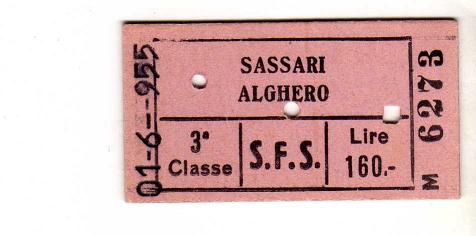 01-6--955
SASSARI
ALGHERO
3ª
Classe
S.F.S.
Lire
160.-
M 6273